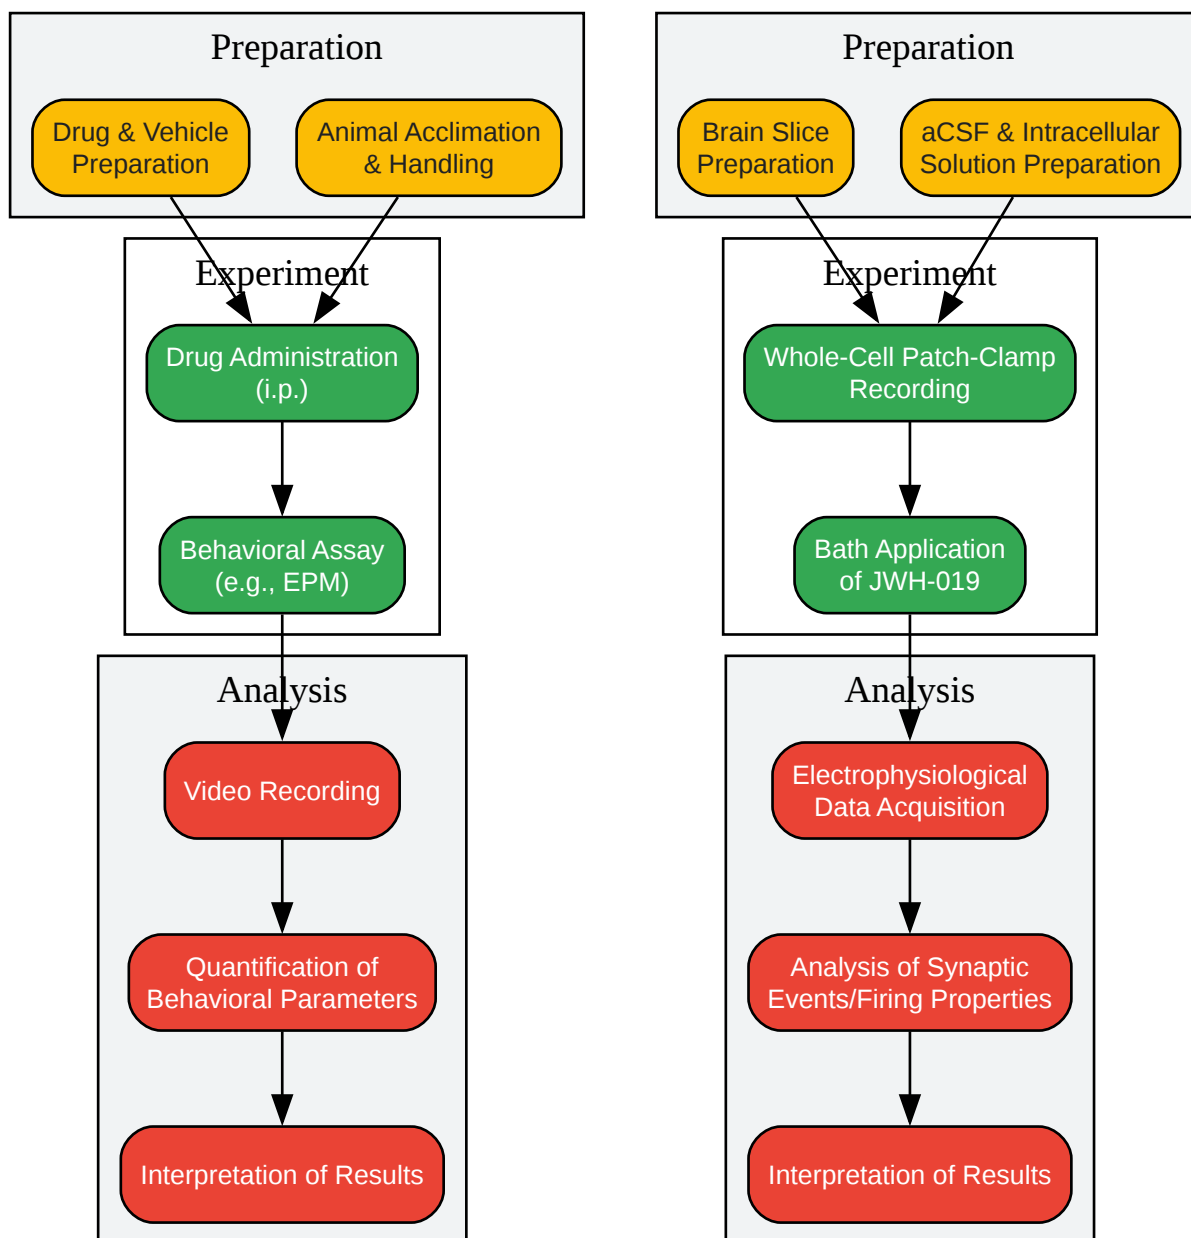 Preparation
Drug & Vehicle
Preparation
Animal Acclimation
& Handling
Experiment
Drug Administration
(i.p.)
Behavioral Assay
(e.g., EPM)
Analysis
Video Recording
Quantification of
Behavioral Parameters
Interpretation of Results
Preparation
Brain Slice
Preparation
aCSF & Intracellular
Solution Preparation
Experiment
Whole-Cell Patch-Clamp
Recording
Bath Application
of JWH-019
Analysis
Electrophysiological
Data Acquisition
Analysis of Synaptic
Events/Firing Properties
Interpretation of Results